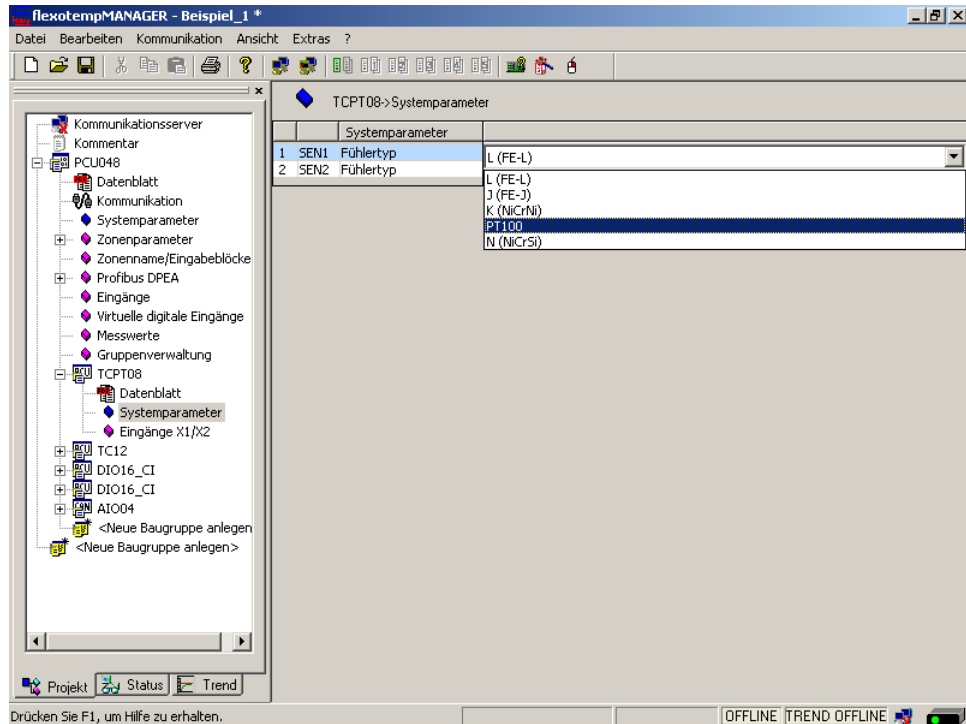 flexotempMANAGER - Beispiel_1 *
Datei Bearbeiten Kommunikation Ansicht Extras ?
TCPT08->Systemparameter
Systemparameter
1 SEN1 Fühlertyp L (FE-L)
2 SEN2 Fühlertyp
L (FE-L)
J (FE-J)
K (NiCrNi)
PT100
N (NiCrSi)
Kommunikationsserver
Kommentar
PCU048
Datenblatt
Kommunikation
Systemparameter
Zonenparameter
Zonenname/Eingabeblöcke
Profibus DPEA
Eingänge
Virtuelle digitale Eingänge
Messwerte
Gruppenverwaltung
TCPT08
Datenblatt
Systemparameter
Eingänge X1/X2
TC12
DIO16_CI
DIO16_CI
AIO04
<Neue Baugruppe anlegen
<Neue Baugruppe anlegen>
Projekt Status Trend
Drücken Sie F1, um Hilfe zu erhalten. OFFLINE TREND OFFLINE